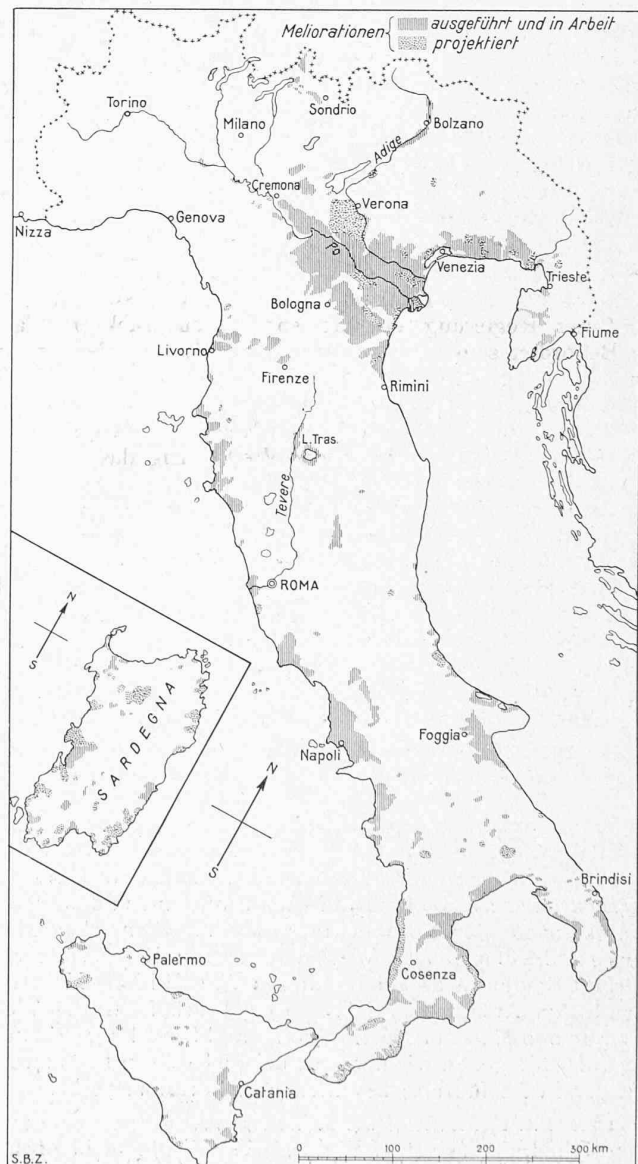 Meliorationen { ausgeführt und in Arbeit
projektiert
Torino
Milano
Sondrio
Bolzano
Adige
Cremona
Verona
Nizza
Genova
Po
Venezia
Trieste
Bologna
Fiume
Livorno
Firenze
Rimini
L.Tras.
Tevere
ROMA
N
S
SARDEGNA
Foggia
Napoli
N
S
Brindisi
Palermo
Cosenza
Catania
0 100 200 300 km
S.B.Z.